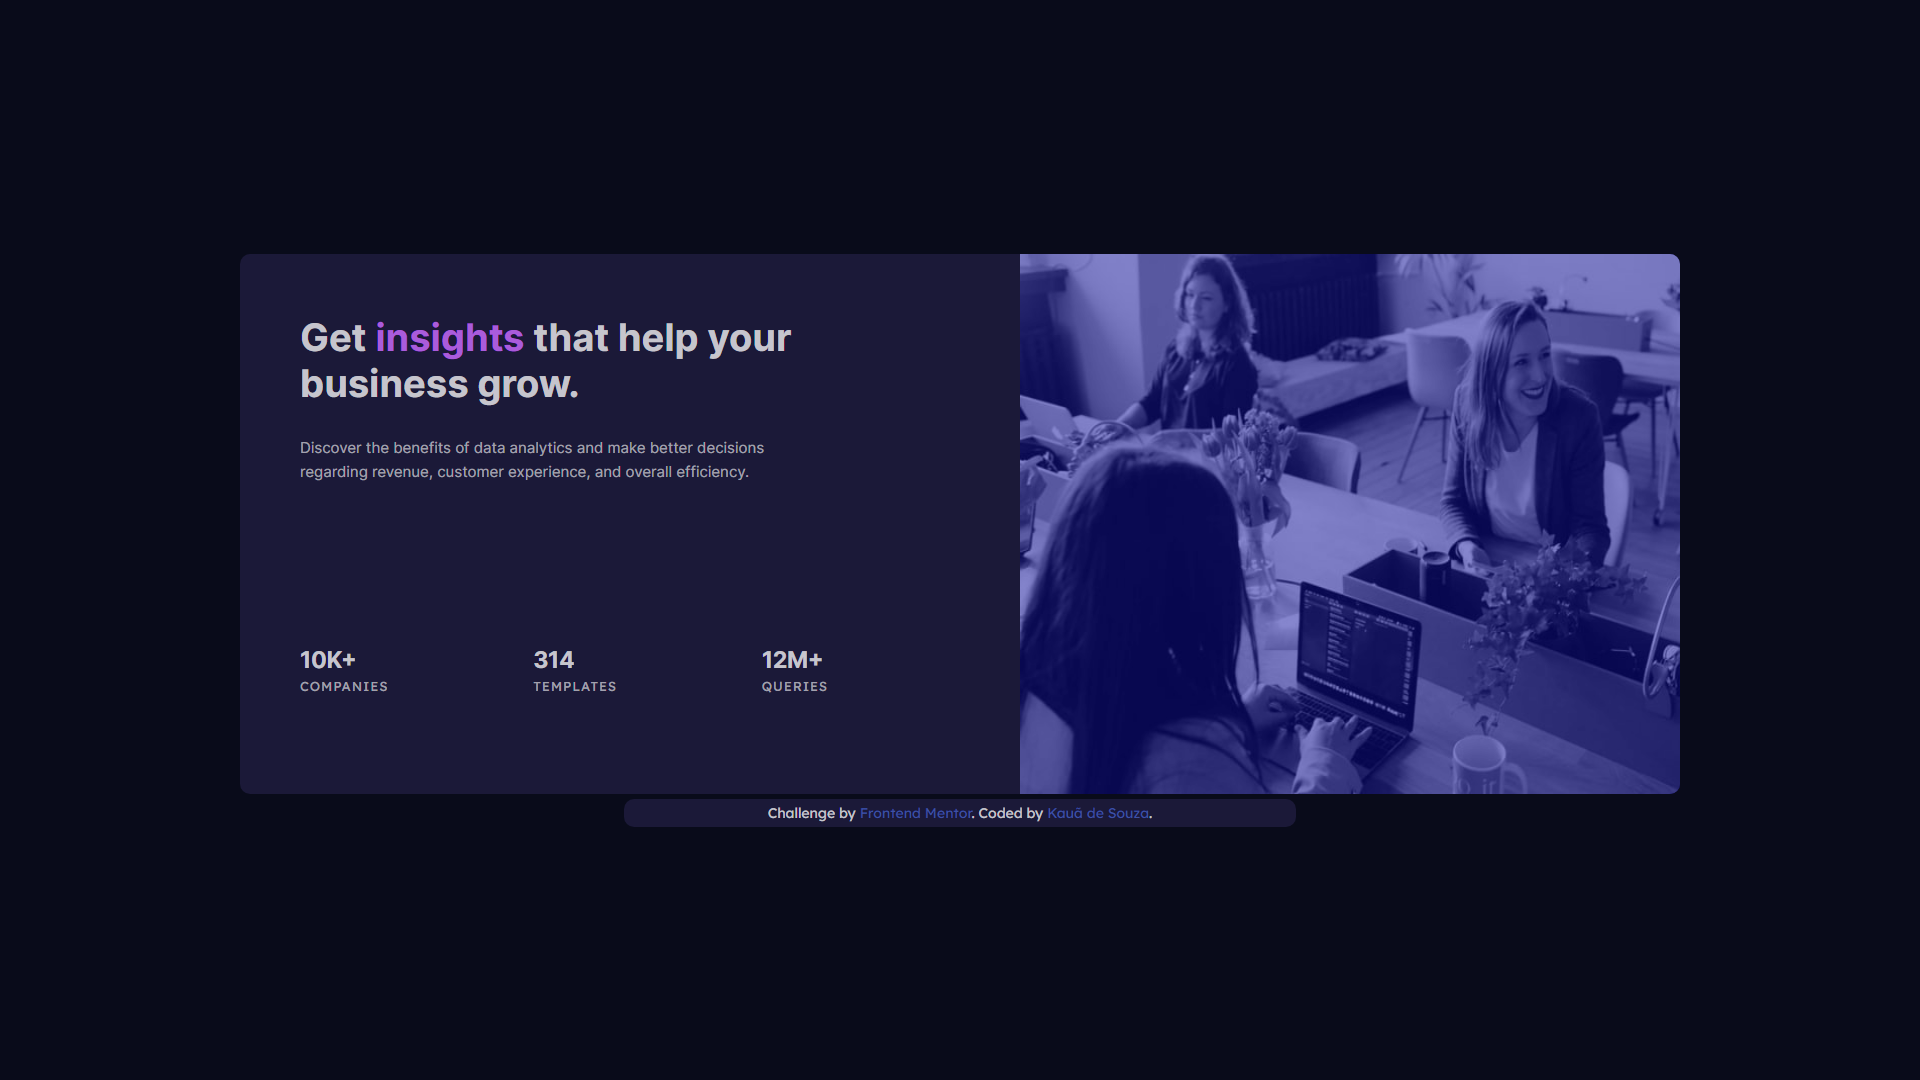 Get insights that help your
business grow.
Discover the benefits of data analytics and make better decisions
regarding revenue, customer experience, and overall efficiency.
10K+
COMPANIES
314
TEMPLATES
12M+
QUERIES
Challenge by Frontend Mentor. Coded by Kauã de Souza.